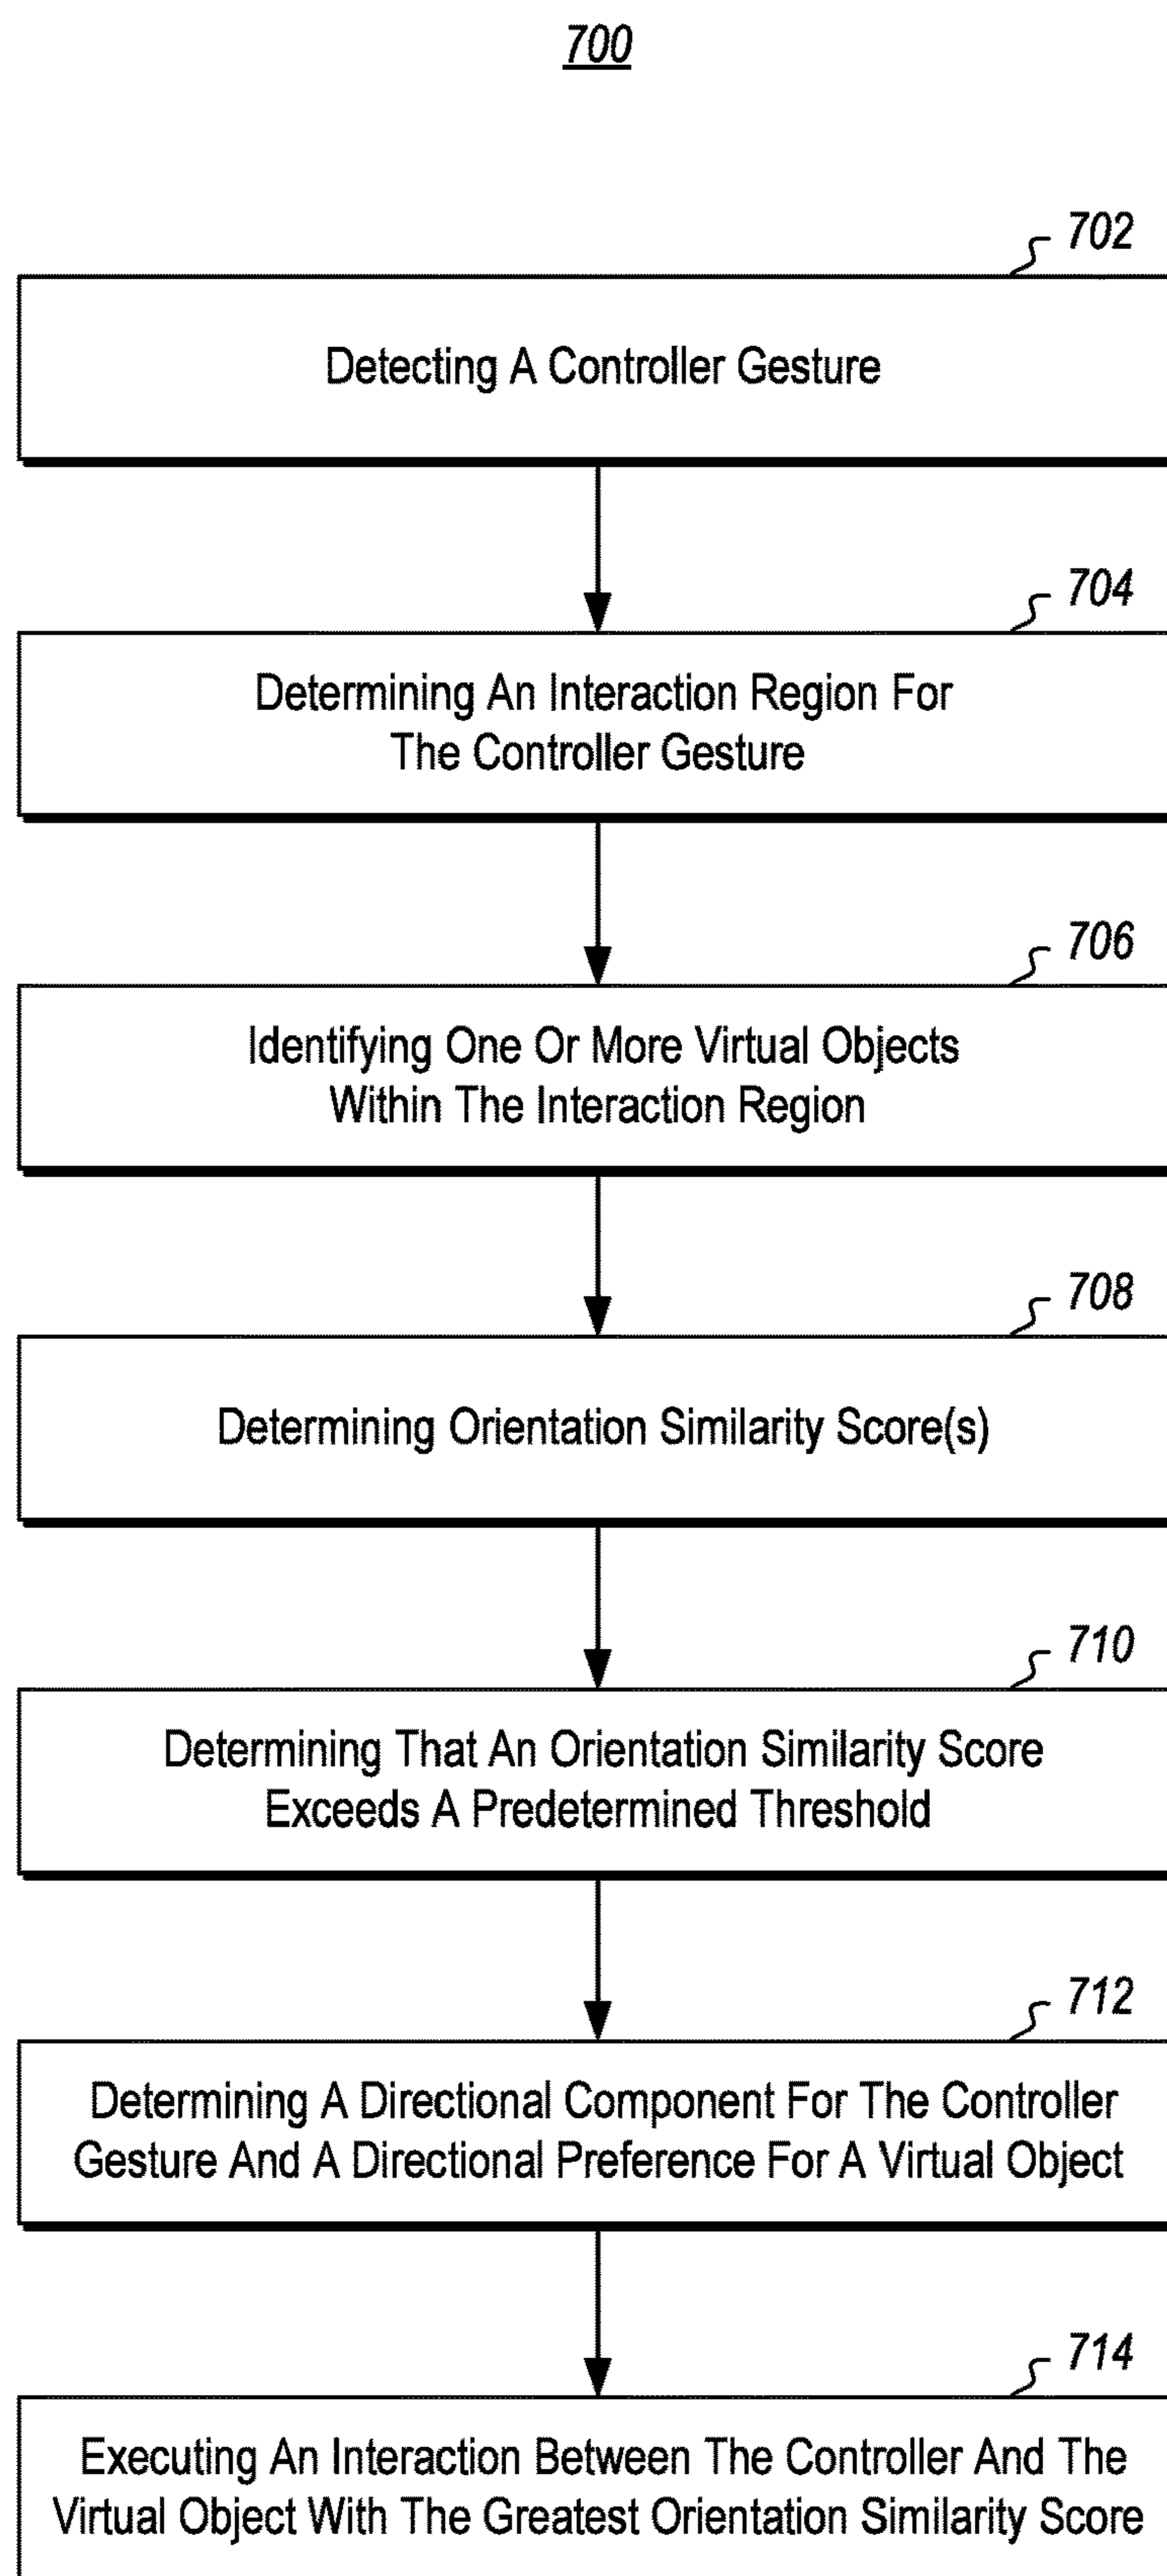 700
702
Detecting A Controller Gesture
704
Determining An Interaction Region For
The Controller Gesture
706
Identifying One Or More Virtual Objects
Within The Interaction Region
708
Determining Orientation Similarity Score(s)
710
Determining That An Orientation Similarity Score
Exceeds A Predetermined Threshold
712
Determining A Directional Component For The Controller
Gesture And A Directional Preference For A Virtual Object
714
Executing An Interaction Between The Controller And The
Virtual Object With The Greatest Orientation Similarity Score